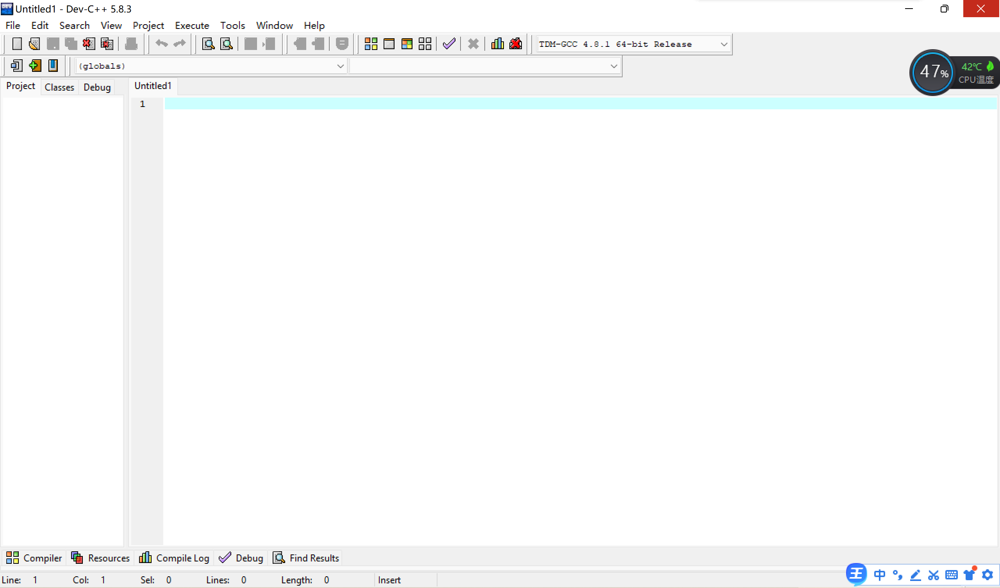 Untitled1 - Dev-C++ 5.8.3
File Edit Search View Project Execute Tools Window Help
TDM-GCC 4.8.1 64-bit Release
(globals)
47%
42℃
CPU温度
Project Classes Debug
Untitled1
1
Compiler Resources Compile Log Debug Find Results
Line: 1 Col: 1 Sel: 0 Lines: 0 Length: 0 Insert
中